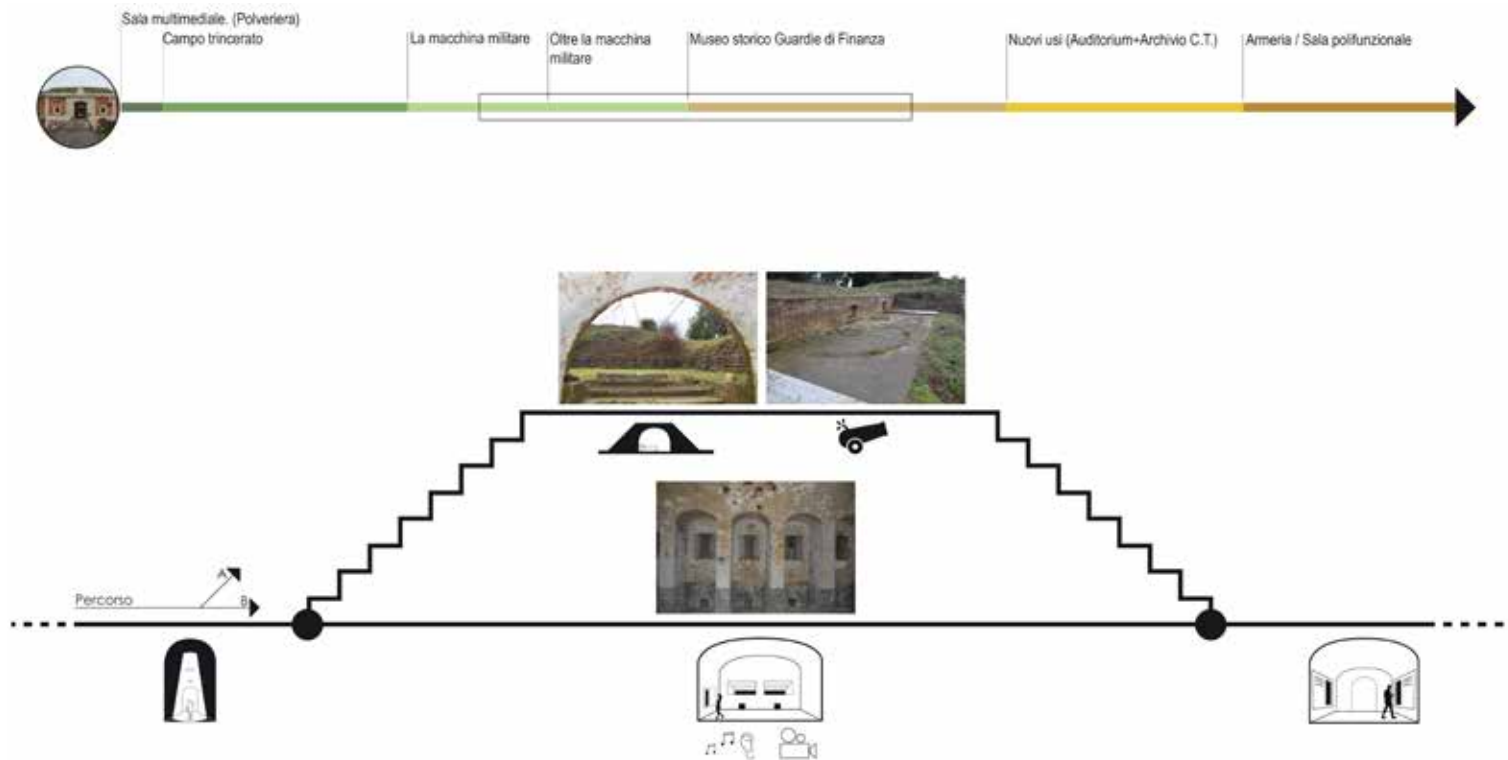 Sala multimediale. (Polveriera)
Campo trincerato
La macchina militare
Oltre la macchina
militare
Museo storico Guardie di Finanza
Nuovi usi (Auditorium+Archivio C.T.)
Armeria / Sala polifunzionale
A
Percorso
B